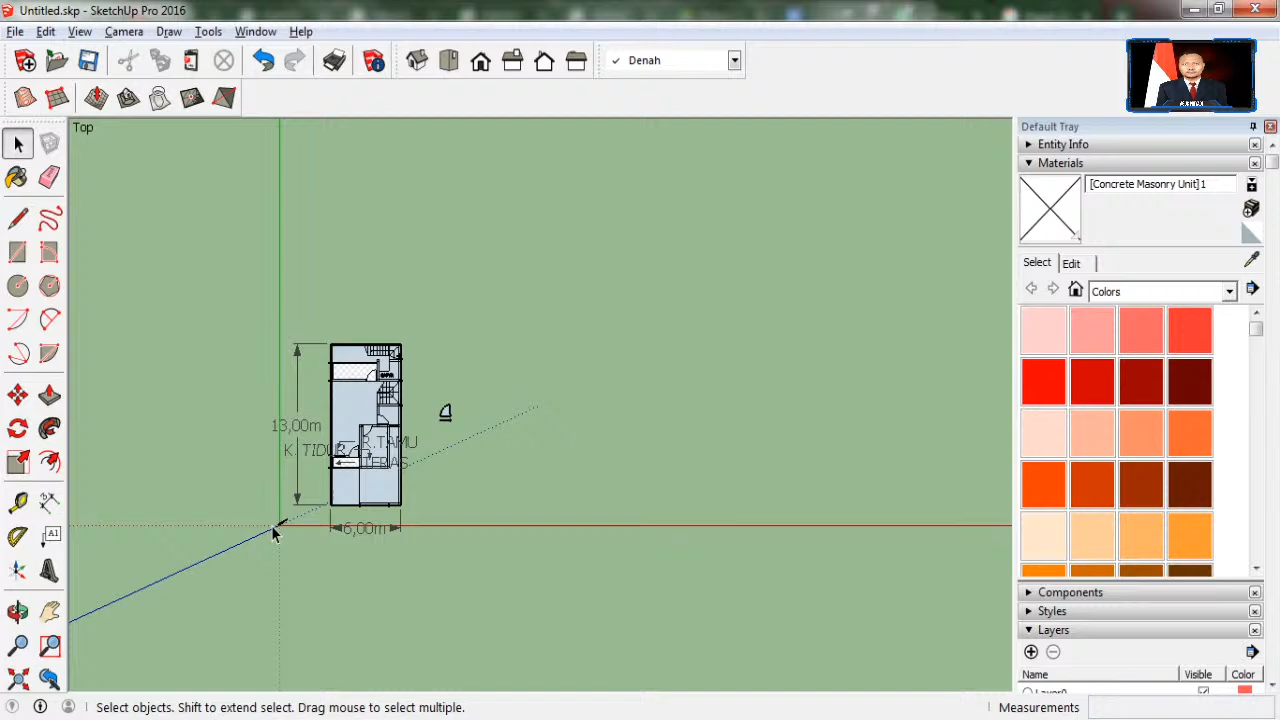 Untitled.skp - SketchUp Pro 2016
File Edit View Camera Draw Tools Window Help
✓ Denah
Top
13,00m
K. TIDUR
R.TAMU
TERAS
6,00m
A1
Default Tray
Entity Info
Materials
[Concrete Masonry Unit]1
Select Edit
Colors
Components
Styles
Layers
Name Visible Color
Layer0
Select objects. Shift to extend select. Drag mouse to select multiple.
Measurements